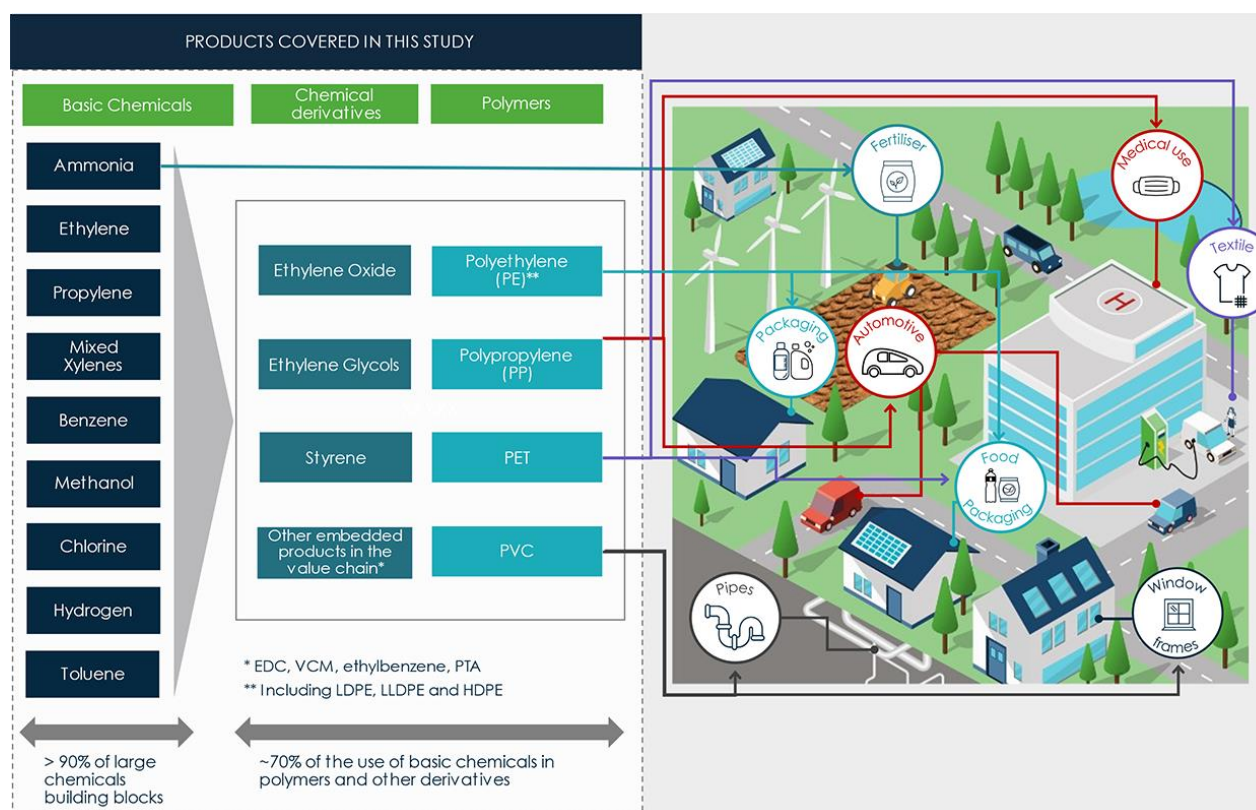 PRODUCTS COVERED IN THIS STUDY
Basic Chemicals
Chemical
derivatives
Polymers
Ammonia
Ethylene
Propylene
Mixed
Xylenes
Benzene
Methanol
Chlorine
Hydrogen
Toluene
Ethylene Oxide
Ethylene Glycols
Styrene
Other embedded
products in the
value chain*
Polyethylene
(PE)**
Polypropylene
(PP)
PET
PVC
* EDC, VCM, ethylbenzene, PTA
** Including LDPE, LLDPE and HDPE
> 90% of large
chemicals
building blocks
~70% of the use of basic chemicals in
polymers and other derivatives
Fertiliser
Medical use
Textile
Packaging
Automotive
H
Food
Packaging
Pipes
Window
frames